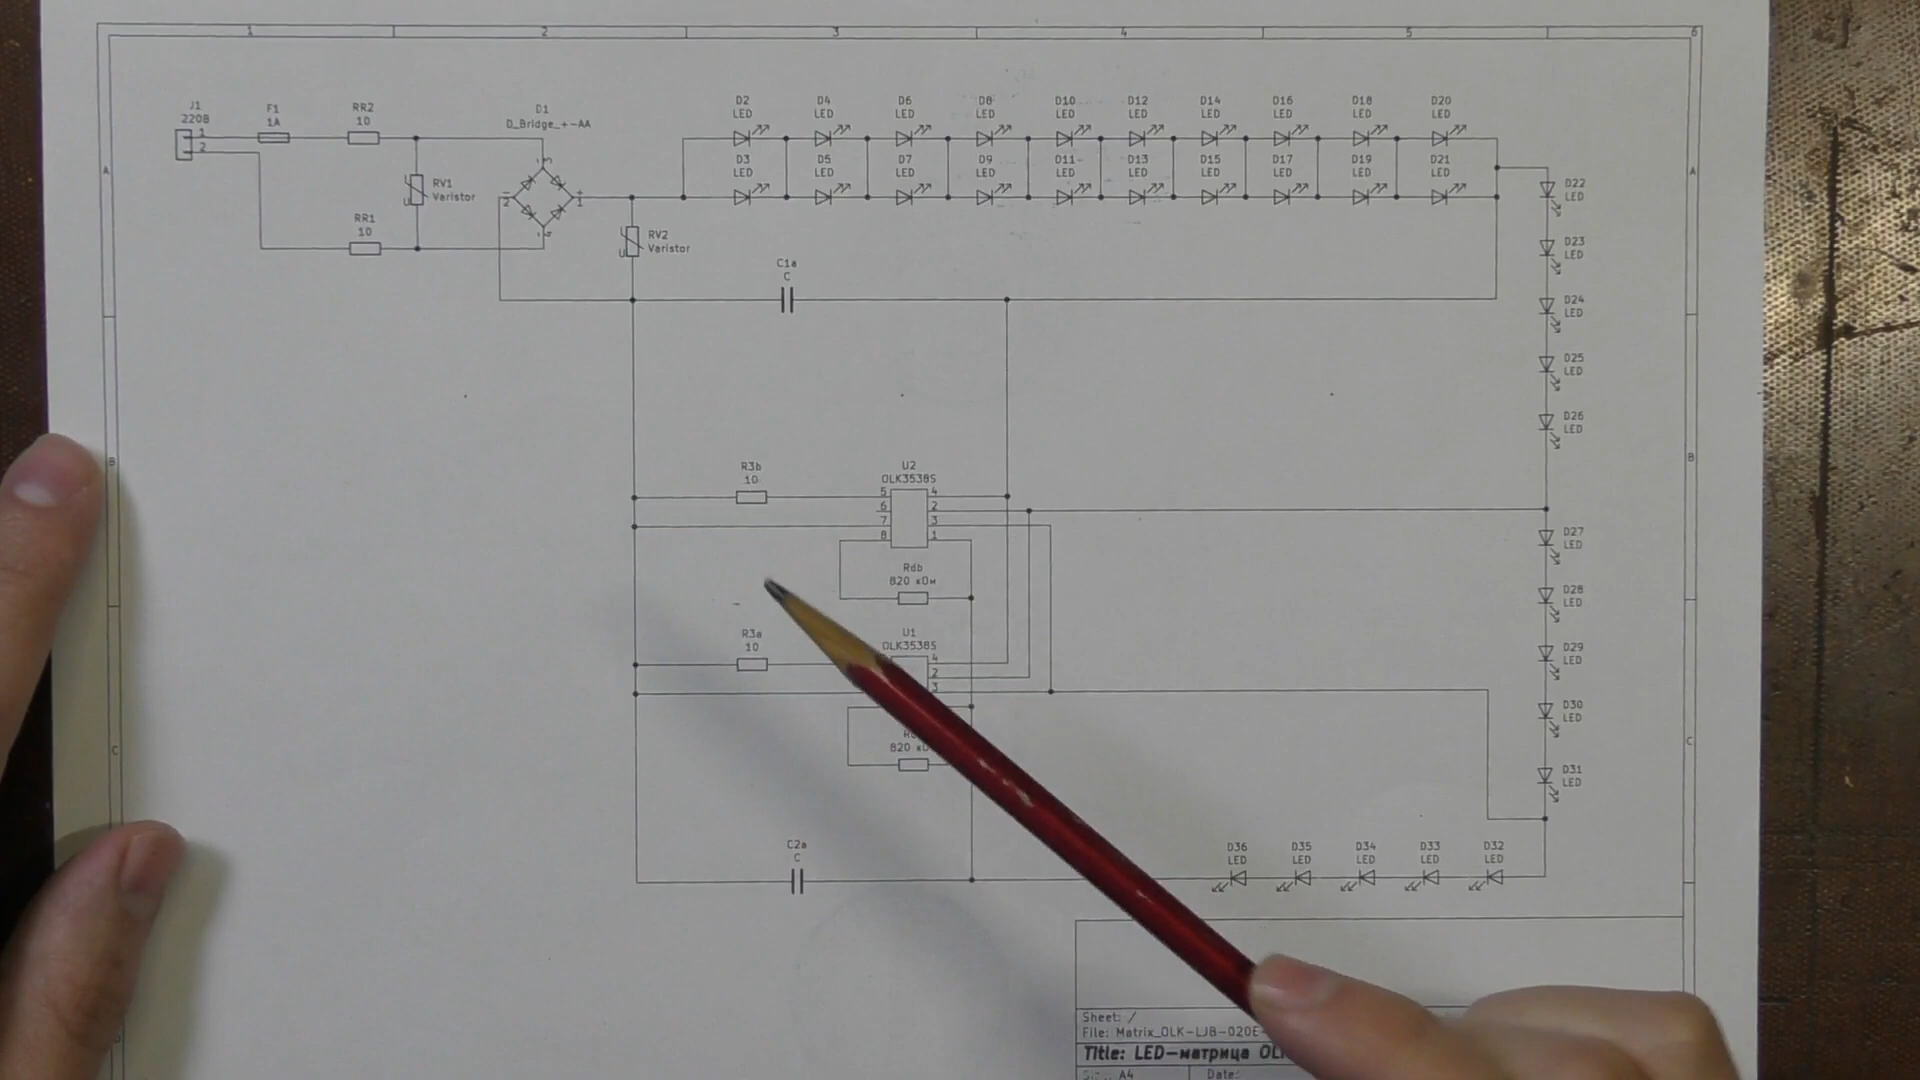 1 2 3 4 5 6
J1
220В
1
2
F1
1A
RR2
10
RV1
Varistor
RR1
10
D1
D_Bridge_+-AA
RV2
Varistor
C1a
C
D2
LED
D4
LED
D6
LED
D8
LED
D10
LED
D12
LED
D14
LED
D16
LED
D18
LED
D20
LED
D3
LED
D5
LED
D7
LED
D9
LED
D11
LED
D13
LED
D15
LED
D17
LED
D19
LED
D21
LED
D22
LED
D23
LED
D24
LED
D25
LED
D26
LED
D27
LED
D28
LED
D29
LED
D30
LED
D31
LED
A
A
B
B
C
C
R3b
10
U2
OLK3538S
5 4
6 2
7 3
8 1
Rdb
820 кОм
R3a
10
U1
OLK3538S
4
2
3
820
C2a
C
D36
LED
D35
LED
D34
LED
D33
LED
D32
LED
Sheet: /
File: Matrix_OLK-LJB-020E-
Title: LED-матрица
A4
Date: